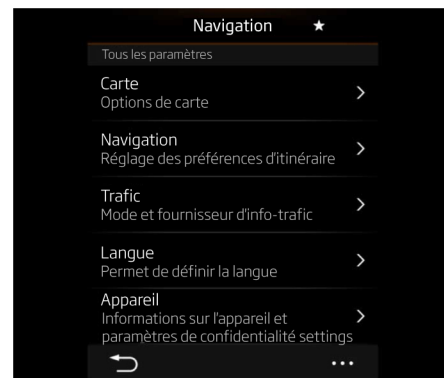 Navigation
Tous les paramètres
Carte
Options de carte
Navigation
Réglage des préférences d'itinéraire
Trafic
Mode et fournisseur d'info-trafic
Langue
Permet de définir la langue
Appareil
Informations sur l'appareil et
paramètres de confidentialité settings